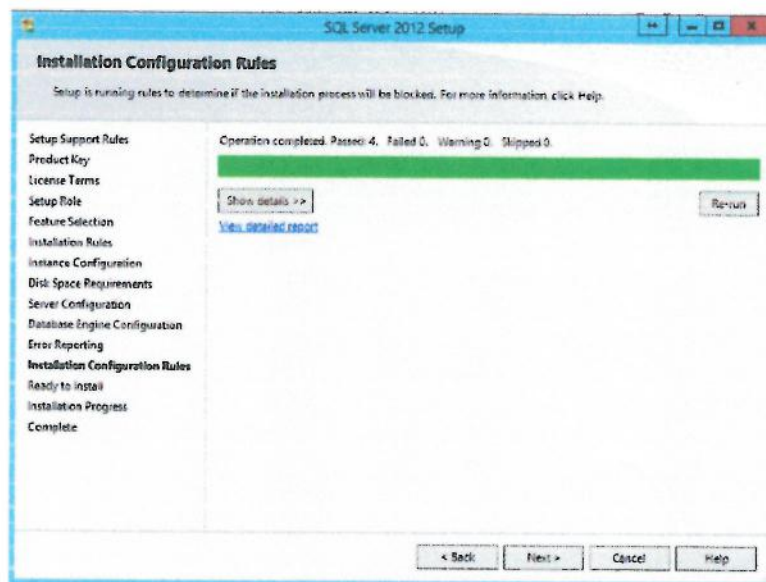 SQL Server 2012 Setup
Installation Configuration Rules
Setup is running rules to determine if the installation process will be blocked. For more information, click Help.
Setup Support Rules
Product Key
License Terms
Setup Role
Feature Selection
Installation Rules
Instance Configuration
Disk Space Requirements
Server Configuration
Database Engine Configuration
Error Reporting
Installation Configuration Rules
Ready to Install
Installation Progress
Complete
Operation completed. Passed: 4. Failed 0. Warning 0. Skipped 0.
Show details >>
Re-run
View detailed report
< Back
Next >
Cancel
Help